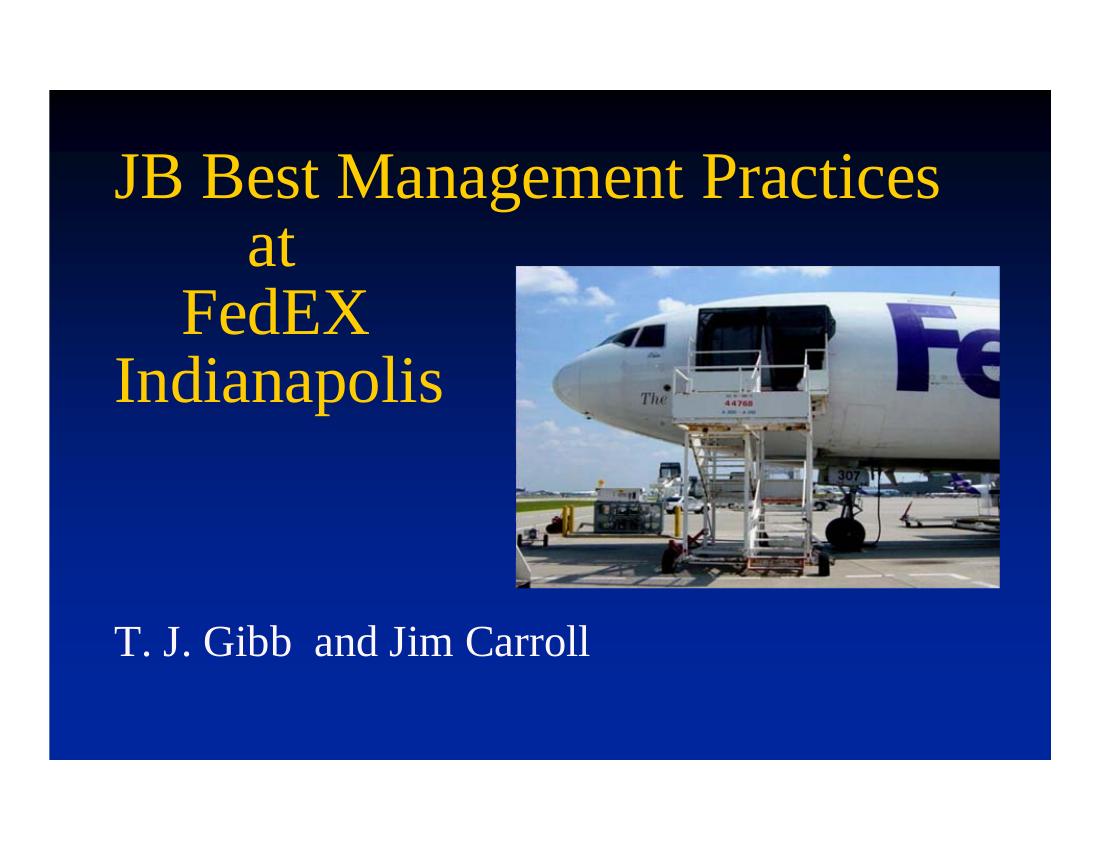 JB Best Management Practices
at
FedEX
Indianapolis
Fe
The
44768
307
T. J. Gibb and Jim Carroll